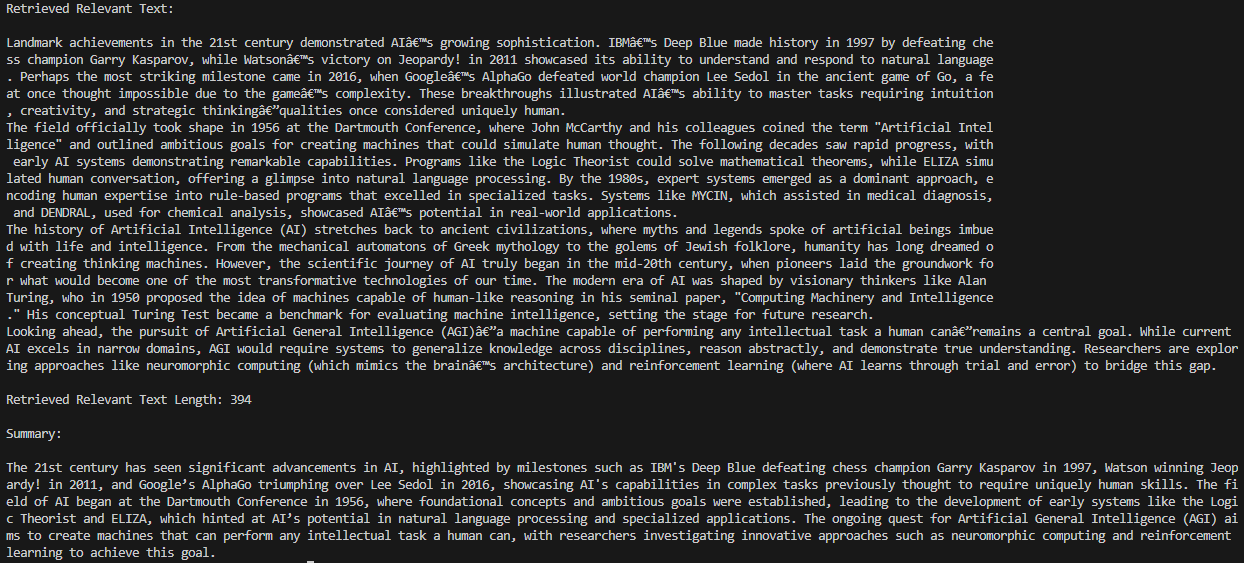 Retrieved Relevant Text:
Landmark achievements in the 21st century demonstrated AIâ€™s growing sophistication. IBMâ€™s Deep Blue made history in 1997 by defeating che
ss champion Garry Kasparov, while Watsonâ€™s victory on Jeopardy! in 2011 showcased its ability to understand and respond to natural language
. Perhaps the most striking milestone came in 2016, when Googleâ€™s AlphaGo defeated world champion Lee Sedol in the ancient game of Go, a fe
at once thought impossible due to the gameâ€™s complexity. These breakthroughs illustrated AIâ€™s ability to master tasks requiring intuition
, creativity, and strategic thinkingâ€”qualities once considered uniquely human.
The field officially took shape in 1956 at the Dartmouth Conference, where John McCarthy and his colleagues coined the term "Artificial Intel
ligence" and outlined ambitious goals for creating machines that could simulate human thought. The following decades saw rapid progress, with
 early AI systems demonstrating remarkable capabilities. Programs like the Logic Theorist could solve mathematical theorems, while ELIZA simu
lated human conversation, offering a glimpse into natural language processing. By the 1980s, expert systems emerged as a dominant approach, e
ncoding human expertise into rule-based programs that excelled in specialized tasks. Systems like MYCIN, which assisted in medical diagnosis,
 and DENDRAL, used for chemical analysis, showcased AIâ€™s potential in real-world applications.
The history of Artificial Intelligence (AI) stretches back to ancient civilizations, where myths and legends spoke of artificial beings imbue
d with life and intelligence. From the mechanical automatons of Greek mythology to the golems of Jewish folklore, humanity has long dreamed o
f creating thinking machines. However, the scientific journey of AI truly began in the mid-20th century, when pioneers laid the groundwork fo
r what would become one of the most transformative technologies of our time. The modern era of AI was shaped by visionary thinkers like Alan
Turing, who in 1950 proposed the idea of machines capable of human-like reasoning in his seminal paper, "Computing Machinery and Intelligence
." His conceptual Turing Test became a benchmark for evaluating machine intelligence, setting the stage for future research.
Looking ahead, the pursuit of Artificial General Intelligence (AGI)â€”a machine capable of performing any intellectual task a human canâ€”remains a central goal. While current
AI excels in narrow domains, AGI would require systems to generalize knowledge across disciplines, reason abstractly, and demonstrate true understanding. Researchers are explor
ing approaches like neuromorphic computing (which mimics the brainâ€™s architecture) and reinforcement learning (where AI learns through trial and error) to bridge this gap.
Retrieved Relevant Text Length: 394
Summary:
The 21st century has seen significant advancements in AI, highlighted by milestones such as IBM's Deep Blue defeating chess champion Garry Kasparov in 1997, Watson winning Jeop
ardy! in 2011, and Google’s AlphaGo triumphing over Lee Sedol in 2016, showcasing AI's capabilities in complex tasks previously thought to require uniquely human skills. The fi
eld of AI began at the Dartmouth Conference in 1956, where foundational concepts and ambitious goals were established, leading to the development of early systems like the Logi
c Theorist and ELIZA, which hinted at AI’s potential in natural language processing and specialized applications. The ongoing quest for Artificial General Intelligence (AGI) ai
ms to create machines that can perform any intellectual task a human can, with researchers investigating innovative approaches such as neuromorphic computing and reinforcement
learning to achieve this goal.